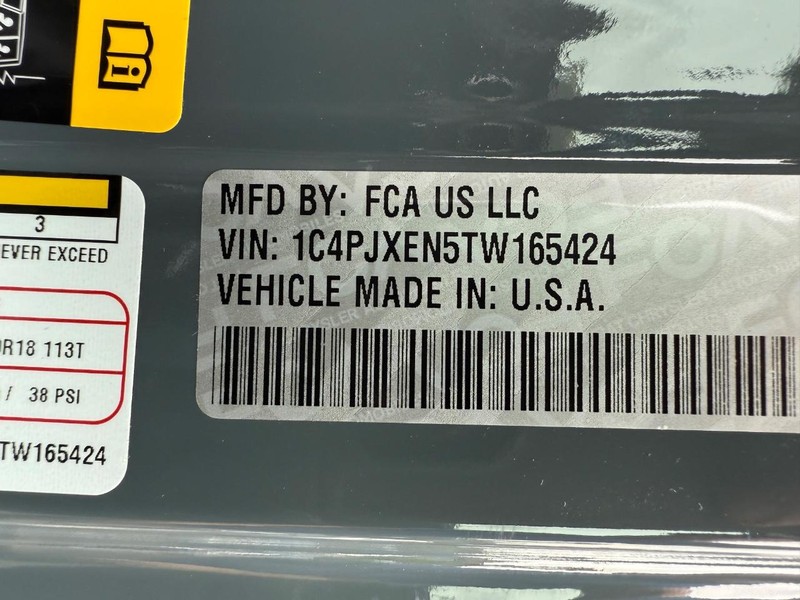 MFD BY: FCA US LLC
VIN: 1C4PJXEN5TW165424
VEHICLE MADE IN: U.S.A.
3
EVER EXCEED
R18 113T
/ 38 PSI
TW165424